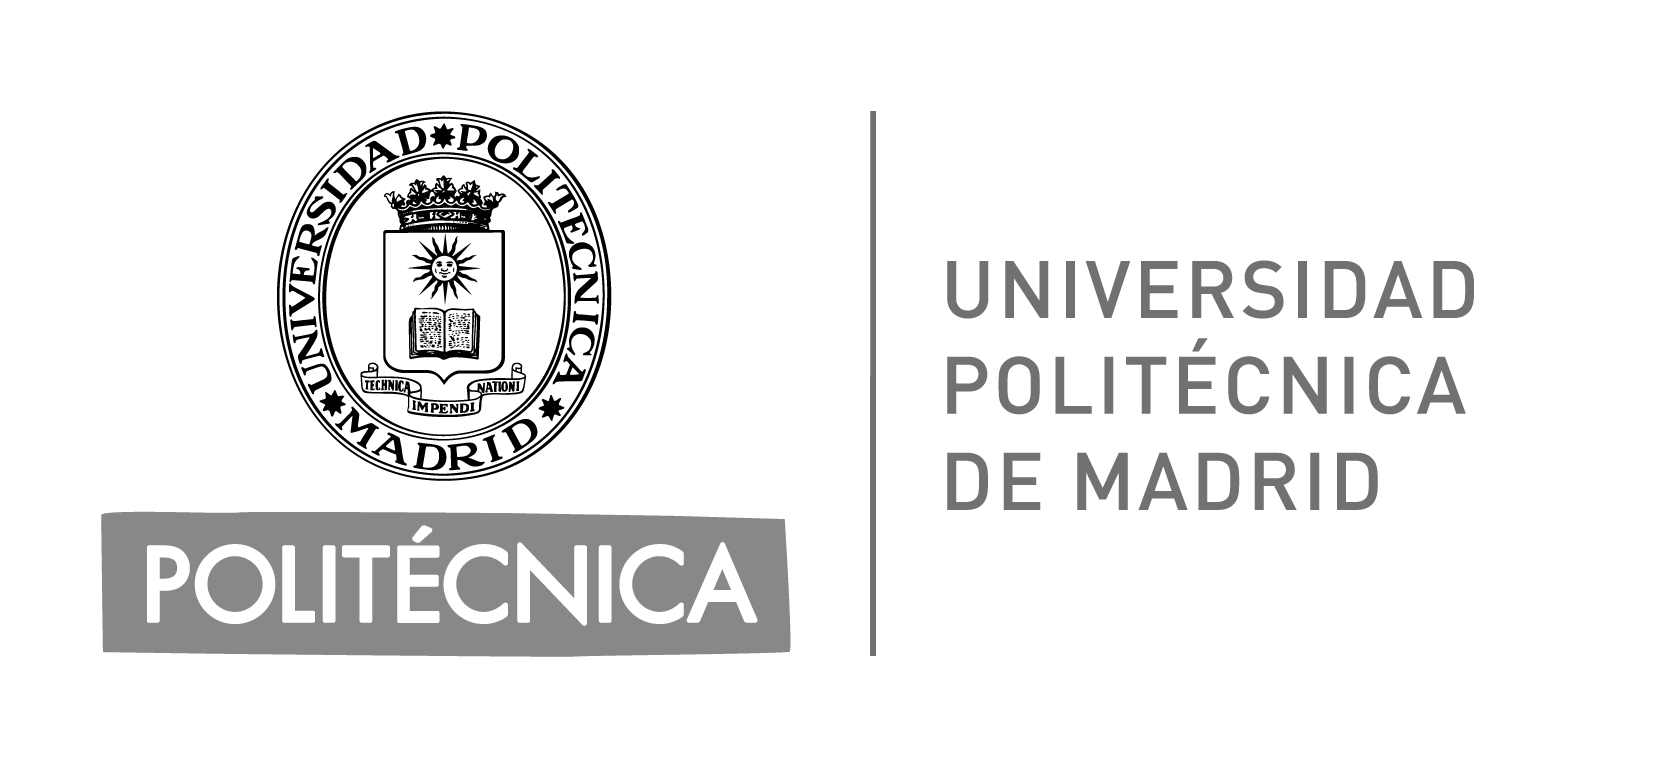 UNIVERSIDAD POLITECNICA
MADRID
TECHNICA
IMPENDI
NATIONI
POLITÉCNICA
UNIVERSIDAD
POLITÉCNICA
DE MADRID